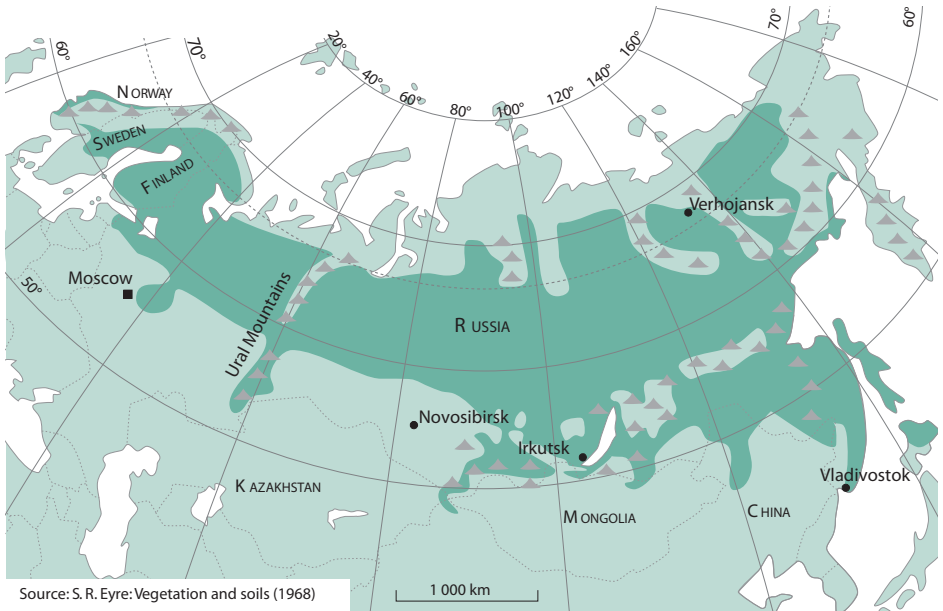 60°
70°
20°
40°
60°
80°
100°
120°
140°
160°
70°
60°
NORWAY
SWEDEN
FINLAND
Verhojansk
50°
Moscow
Ural Mountains
RUSSIA
Novosibirsk
Irkutsk
Vladivostok
KAZAKHSTAN
MONGOLIA
CHINA
1 000 km
Source: S. R. Eyre: Vegetation and soils (1968)